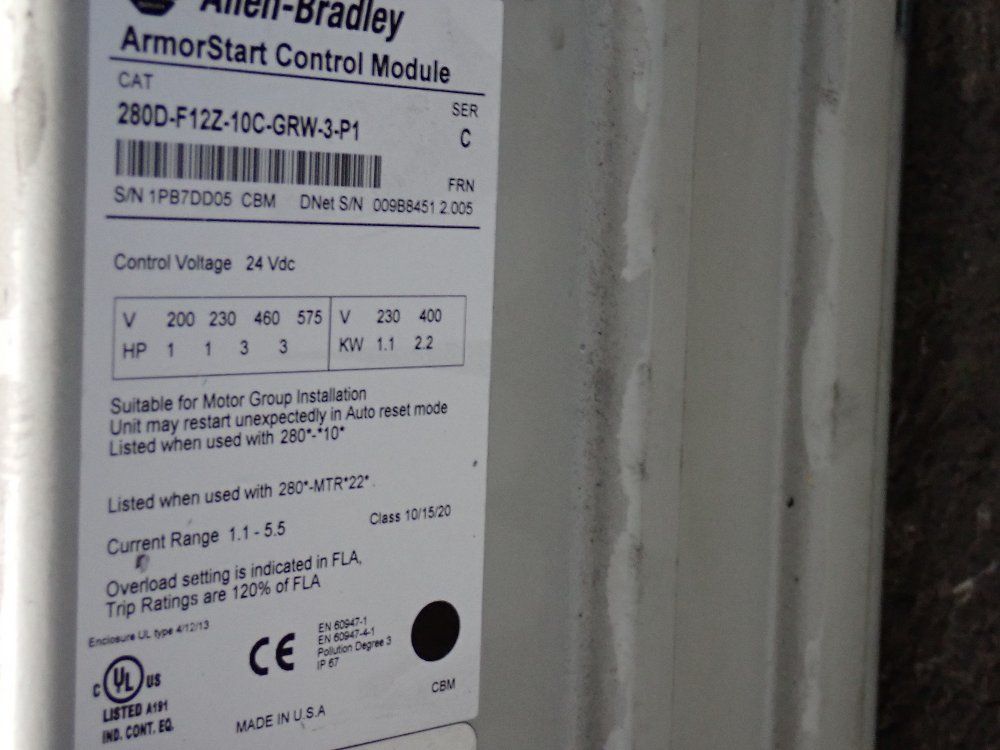 Allen-Bradley
ArmorStart Control Module
CAT
SER
280D-F12Z-10C-GRW-3-P1
C
FRN
S/N 1PB7DD05 CBM DNet S/N 009B8451 2.005
Control Voltage 24 Vdc
V 200 230 460 575 V 230 400
HP 1 1 3 3 KW 1.1 2.2
Suitable for Motor Group Installation
Unit may restart unexpectedly in Auto reset mode
Listed when used with 280*-*10*
Listed when used with 280*-MTR*22*.
Current Range 1.1 - 5.5 Class 10/15/20
Overload setting is indicated in FLA,
Trip Ratings are 120% of FLA
Enclosure UL type 4/12/13
EN 60947-1
EN 60947-4-1
Pollution Degree 3
IP 67
CE
C UL US
LISTED A191
IND. CONT. EQ.
MADE IN U.S.A
CBM